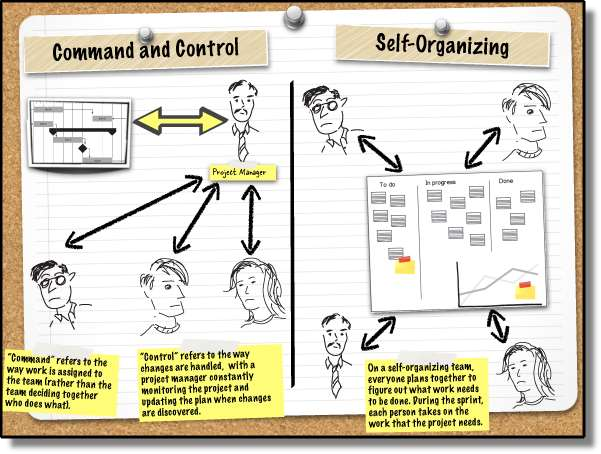 Command and Control
Self-Organizing
Project Manager
To do
In progress
Done
"Command" refers to the
way work is assigned to
the team (rather than the
team deciding together
who does what).
"Control" refers to the way
changes are handled, with a
project manager constantly
monitoring the project and
updating the plan when changes
are discovered.
On a self-organizing team,
everyone plans together to
figure out what work needs
to be done. During the sprint,
each person takes on the
work that the project needs.